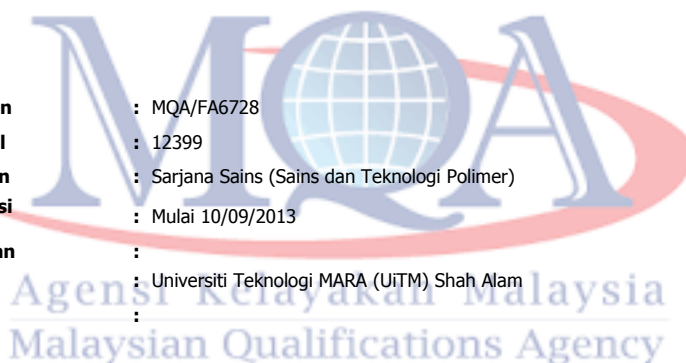 MQA
n : MQA/FA6728
l : 12399
n : Sarjana Sains (Sains dan Teknologi Polimer)
si : Mulai 10/09/2013
an :
: Universiti Teknologi MARA (UiTM) Shah Alam
:
Agensi Kelayakan Malaysia
Malaysian Qualifications Agency